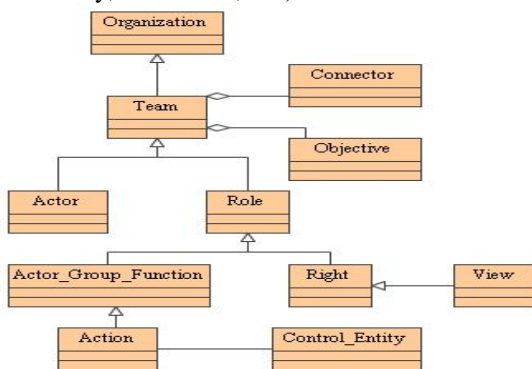 Organization
Connector
Team
Objective
Actor
Role
Actor_Group_Function
Right
View
Action
Control_Entity